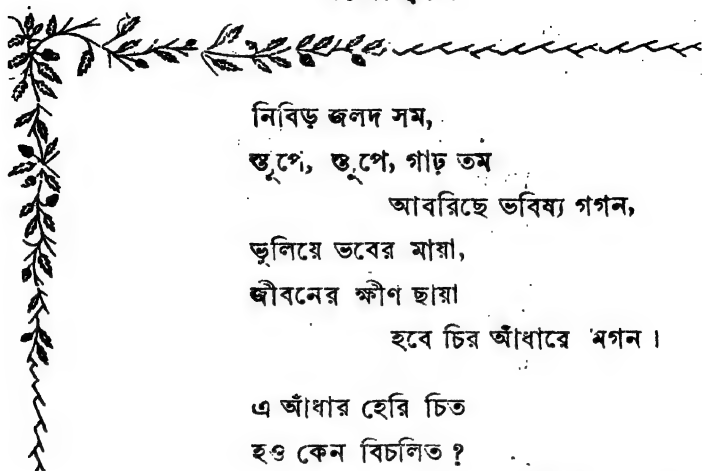 নিবিড় জলদ সম,
স্তূপে, স্তূপে, গাঢ় তম
আবরিছে ভবিষ্য গগন,
ভুলিয়ে ভবের মায়া,
জীবনের ক্ষীণ ছায়া
হবে চির আঁধারে মগন।
এ আঁধার হেরি চিত
হও কেন বিচলিত?